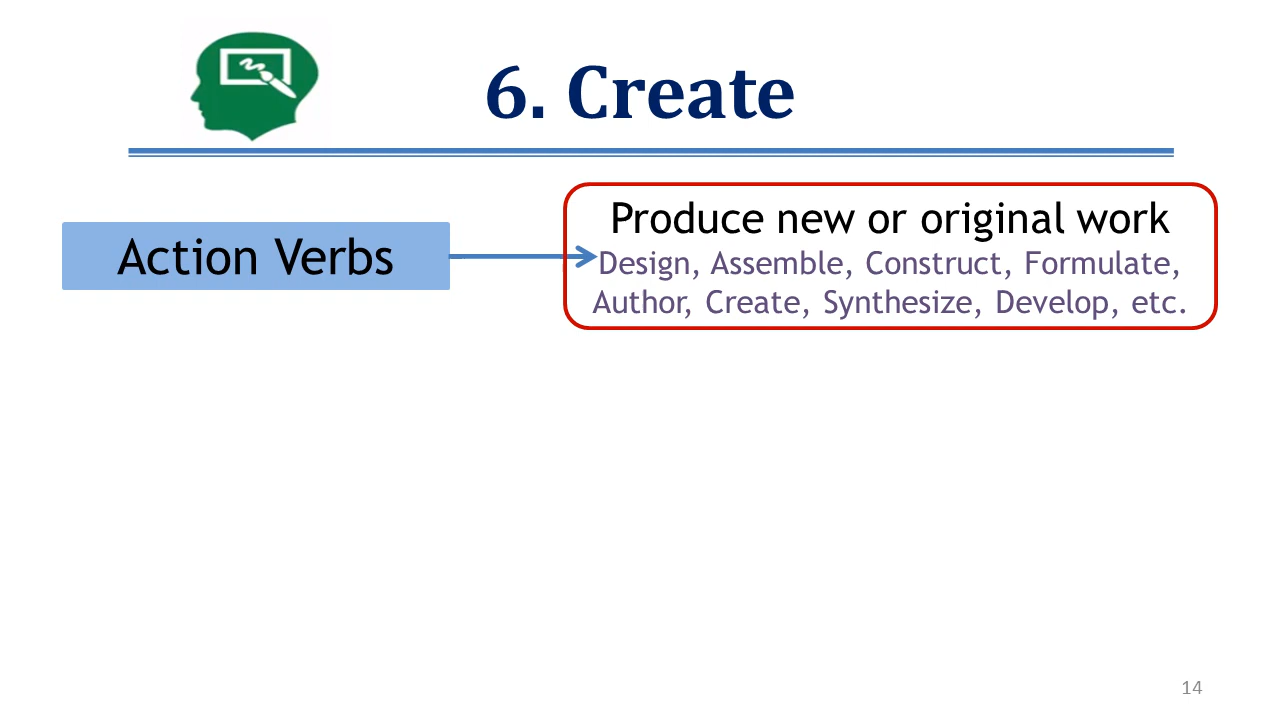 6. Create
Action Verbs
Produce new or original work
Design, Assemble, Construct, Formulate,
Author, Create, Synthesize, Develop, etc.
14